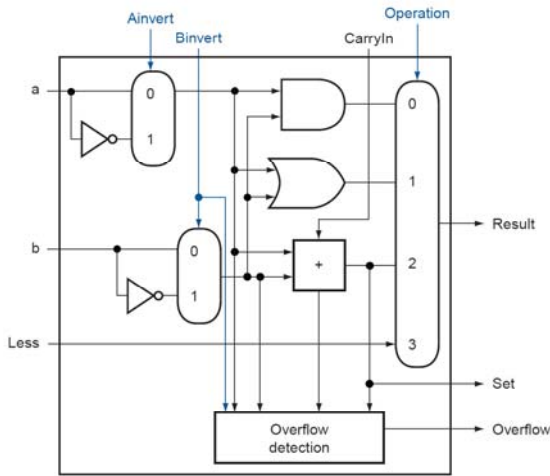 Operation
Ainvert
Binvert
CarryIn
a
0
1
0
1
Result
b
0
1
+
2
Less
3
Set
Overflow
detection
Overflow